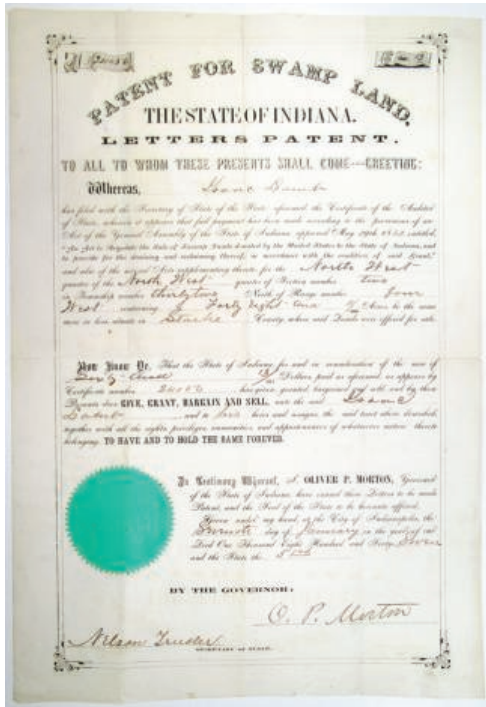 PATENT FOR SWAMP LAND.
THE STATE OF INDIANA.
LETTERS PATENT.
TO ALL TO WHOM THESE PRESENTS SHALL COME—GREETING:
Whereas, Isaac
has filed with the Secretary of State of the State aforesaid the Certificate of the Auditor
of State, wherein it appears that full payment has been made according to the provisions of an
Act of the General Assembly of the State of Indiana approved May 29th 1852, entitled,
"An Act to Regulate the Sale of Swamp Lands donated by the United States to the State of Indiana, and
to provide for the draining and reclaiming thereof, in accordance with the condition of said Grant,"
and also of the several Acts supplementary thereto for the North West
quarter of the North West quarter of Section number two
in Township number thirty two North of Range number four
West containing Forty Eight and Acres be the same
more or less, situate in Starke County, where said Lands were offered for sale.
Now Know Ye, That the State of Indiana for and in consideration of the sum of
Sixty and Dollars paid as aforesaid as appears by
Certificate number has given granted bargained and sold and by these
Presents does GIVE, GRANT, BARGAIN AND SELL, unto the said Isaac
and to his heirs and assigns the said tract above described,
together with all the rights privileges immunities and appurtenances of whatsoever nature thereto
belonging. TO HAVE AND TO HOLD THE SAME FOREVER.
In Testimony Whereof, I, OLIVER P. MORTON, Governor
of the State of Indiana, have caused these Letters to be made
Patent, and the Seal of the State to be hereunto affixed.
Given under my hand, at the City of Indianapolis, the
day of January in the year of our
Lord One Thousand Eight Hundred and Sixty Seven
and the State the 51st
BY THE GOVERNOR:
O. P. Morton
Nelson Trusler
SECRETARY OF STATE.